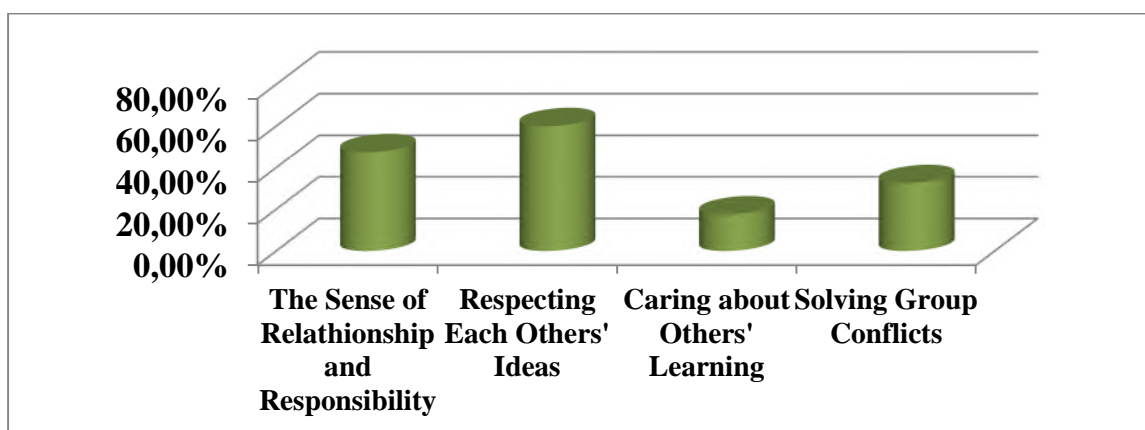 80,00%
60,00%
40,00%
20,00%
0,00%
The Sense of
Relathionship
and
Responsibility
Respecting
Each Others'
Ideas
Caring about
Others'
Learning
Solving Group
Conflicts